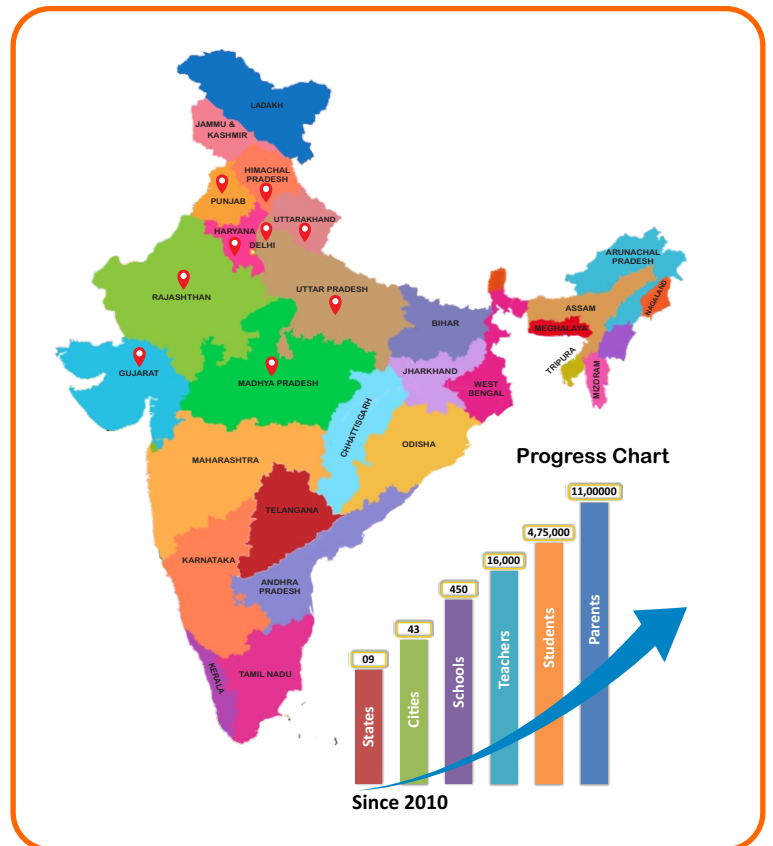 LADAKH
JAMMU &
KASHMIR
HIMACHAL
PRADESH
PUNJAB
UTTARAKHAND
HARYANA
DELHI
RAJASHTHAN
UTTAR PRADESH
ARUNACHAL
PRADESH
NAGALAND
ASSAM
BIHAR
MEGHALAYA
TRIPURA
MIZORAM
GUJARAT
MADHYA PRADESH
JHARKHAND
WEST
BENGAL
CHHATTISGARH
ODISHA
MAHARASHTRA
TELANGANA
KARNATAKA
ANDHRA
PRADESH
KERALA
TAMIL NADU
Progress Chart
09
States
43
Cities
450
Schools
16,000
Teachers
4,75,000
Students
11,00000
Parents
Since 2010